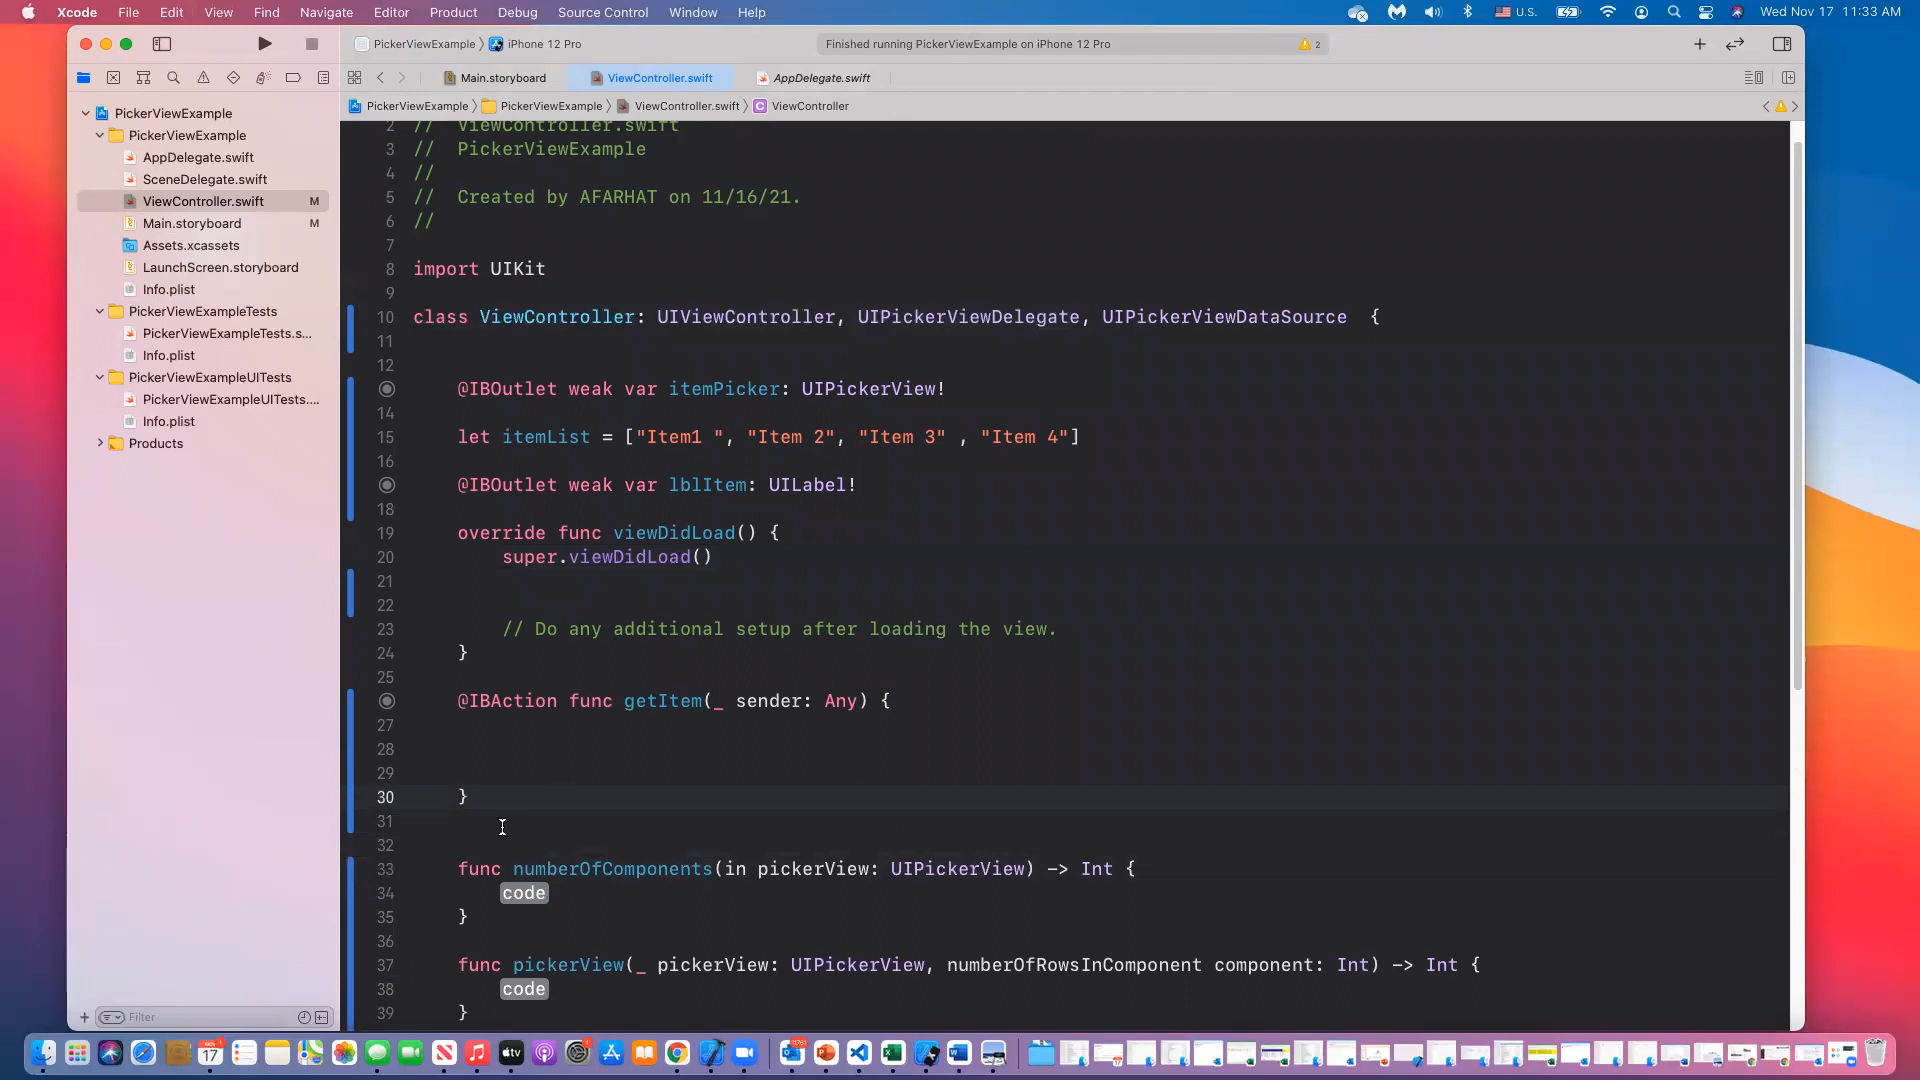 Xcode File Edit View Find Navigate Editor Product Debug Source Control Window Help U.S. Wed Nov 17 11:33 AM
PickerViewExample iPhone 12 Pro Finished running PickerViewExample on iPhone 12 Pro 2
Main.storyboard ViewController.swift AppDelegate.swift
PickerViewExample PickerViewExample ViewController.swift C ViewController
PickerViewExample
PickerViewExample
AppDelegate.swift
SceneDelegate.swift
ViewController.swift M
Main.storyboard M
Assets.xcassets
LaunchScreen.storyboard
Info.plist
PickerViewExampleTests
PickerViewExampleTests.s...
Info.plist
PickerViewExampleUITests
PickerViewExampleUITests....
Info.plist
Products
Filter
2 // ViewController.swift
3 // PickerViewExample
4 //
5 // Created by AFARHAT on 11/16/21.
6 //
7
8 import UIKit
9
10 class ViewController: UIViewController, UIPickerViewDelegate, UIPickerViewDataSource {
11
12
@IBOutlet weak var itemPicker: UIPickerView!
14
15 let itemList = ["Item1 ", "Item 2", "Item 3" , "Item 4"]
16
@IBOutlet weak var lblItem: UILabel!
18
19 override func viewDidLoad() {
20 super.viewDidLoad()
21
22
23 // Do any additional setup after loading the view.
24 }
25
@IBAction func getItem(_ sender: Any) {
27
28
29
30 }
31
32
33 func numberOfComponents(in pickerView: UIPickerView) -> Int {
34 code
35 }
36
37 func pickerView(_ pickerView: UIPickerView, numberOfRowsInComponent component: Int) -> Int {
38 code
39 }
NOV
17
tv